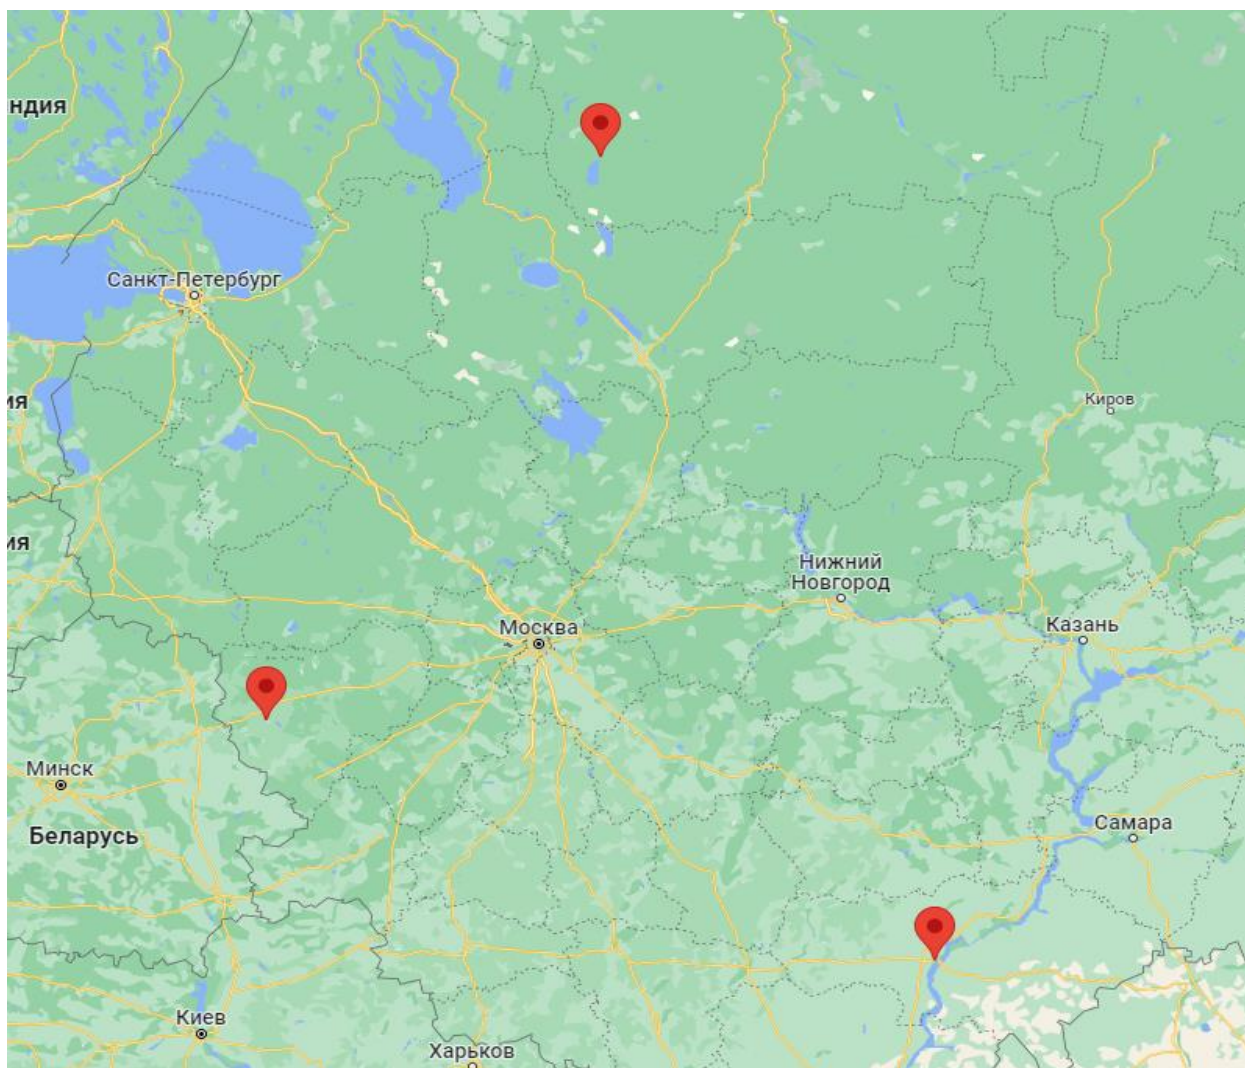 ндия
Санкт-Петербург
ия
Киров
ия
Нижний
Новгород
Москва
Казань
Минск
Беларусь
Самара
Киев
Харьков